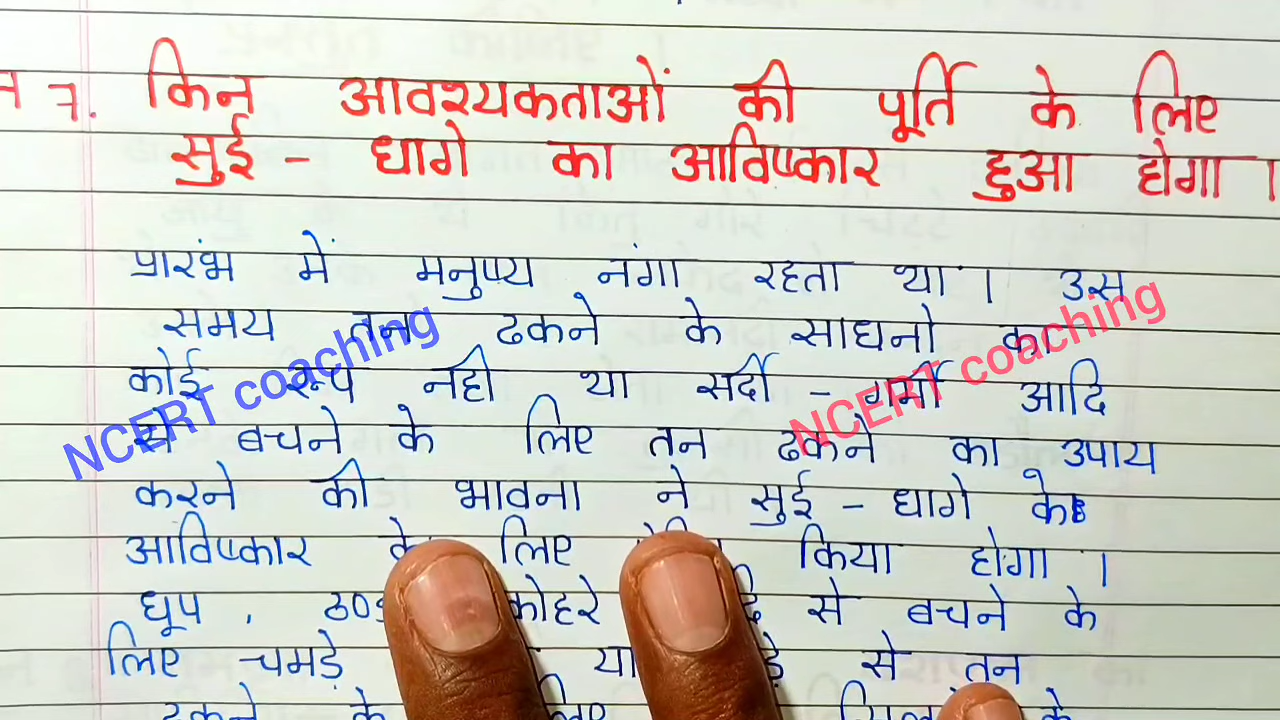 न 7. किन आवश्यकताओं की पूर्ति के लिए
सुई - धागे का आविष्कार हुआ होगा ।
प्रारंभ में मनुष्य नंगा रहता था । उस
समय तन ढकने के साधनो का
कोई रूप नही था सर्दी - गर्मी आदि
से बचने के लिए तन ढकने का उपाय
करने की भावना ने सुई - धागे के
आविष्कार के लिए किया होगा ।
धूप , कोहरे से बचने के
लिए चमड़े या से तन
ढकने के लिए के
NCERT coaching
NCERT coaching